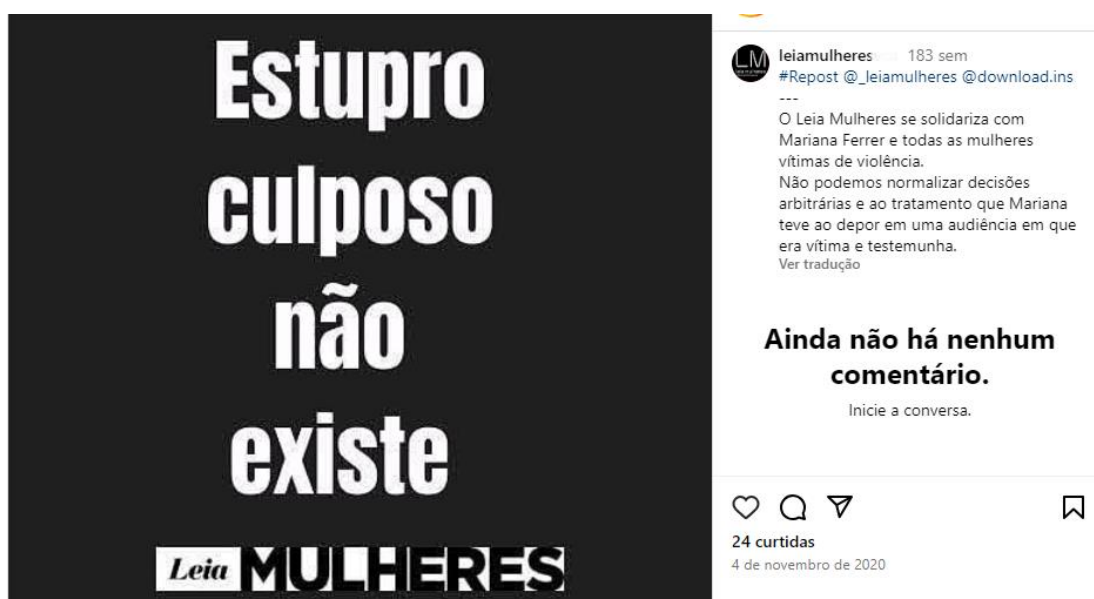 Estupro
culposo
não
existe
Leia MULHERES
leiamulheres 183 sem
#Repost @_leiamulheres @download.ins
---
O Leia Mulheres se solidariza com
Mariana Ferrer e todas as mulheres
vítimas de violência.
Não podemos normalizar decisões
arbitrárias e ao tratamento que Mariana
teve ao depor em uma audiência em que
era vítima e testemunha.
Ver tradução
Ainda não há nenhum
comentário.
Inicie a conversa.
24 curtidas
4 de novembro de 2020